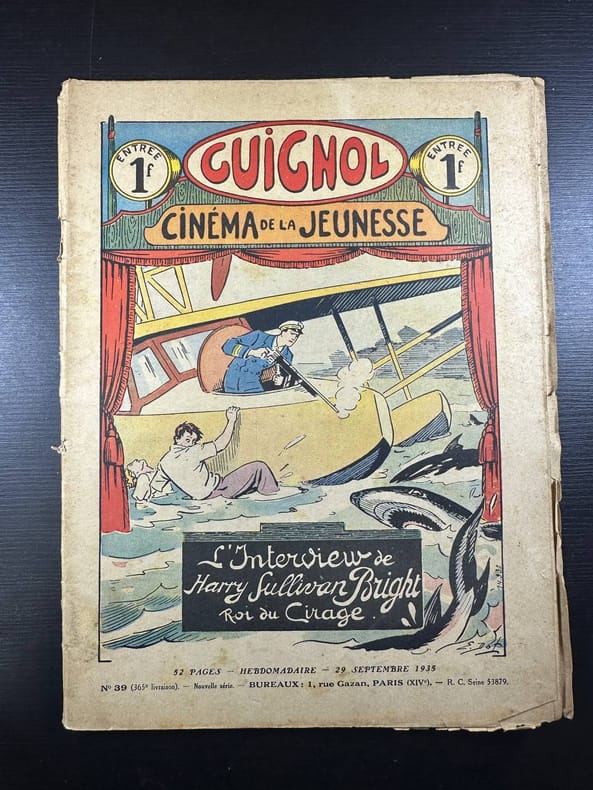 ENTRÉE
1f
GUIGNOL
ENTRÉE
1f
CINÉMA DE LA JEUNESSE
L'Interview de
Harry Sullivan Bright
Roi du Cirage.
52 PAGES — HEBDOMADAIRE — 29 SEPTEMBRE 1935
Nº 39 (365e livraison). — Nouvelle série. — BUREAUX : 1, rue Gazan, PARIS (XIVe). — R. C. Seine 53879.